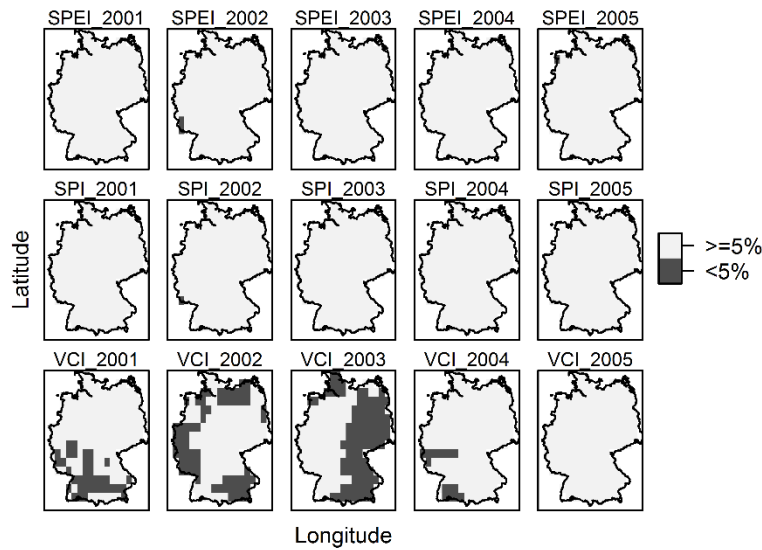 SPEI_2001 SPEI_2002 SPEI_2003 SPEI_2004 SPEI_2005
SPI_2001 SPI_2002 SPI_2003 SPI_2004 SPI_2005
Latitude
>=5%
<5%
VCI_2001 VCI_2002 VCI_2003 VCI_2004 VCI_2005
Longitude